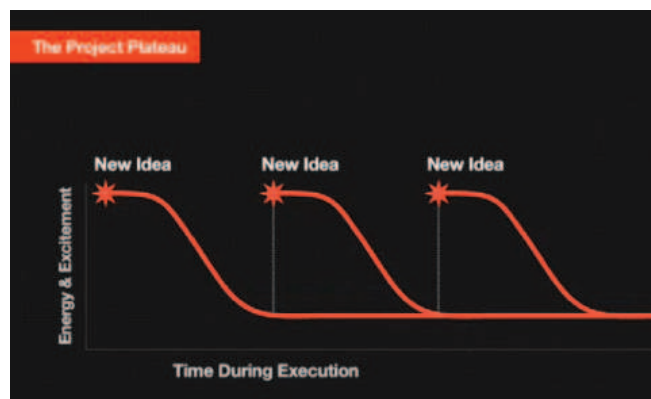 The Project Plateau
New Idea New Idea New Idea
Energy & Excitement
Time During Execution